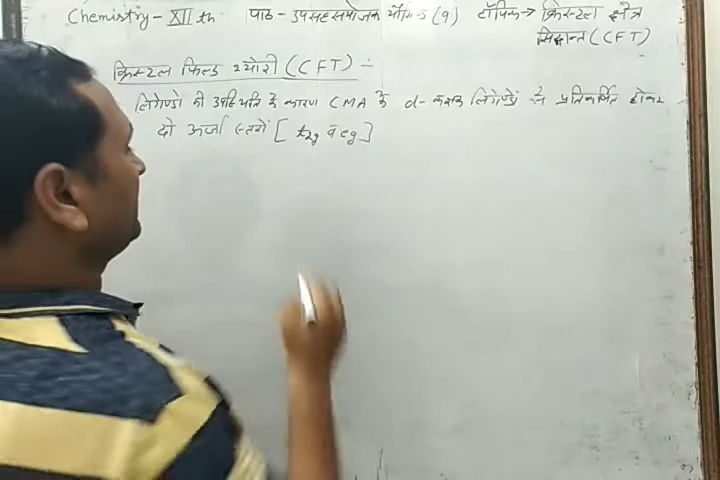 Chemistry - XII th पाठ - उपसहसंयोजक यौगिक (9) टॉपिक → क्रिस्टल क्षेत्र
सिद्धान्त (CFT)
क्रिस्टल फिल्ड थ्योरी (CFT) :-
लिगेण्डो की उपस्थिति के कारण CMA के d- कक्षक लिगेण्डों से प्रतिकर्षित होकर
दो ऊर्जा स्तरों [ t2g व eg ]